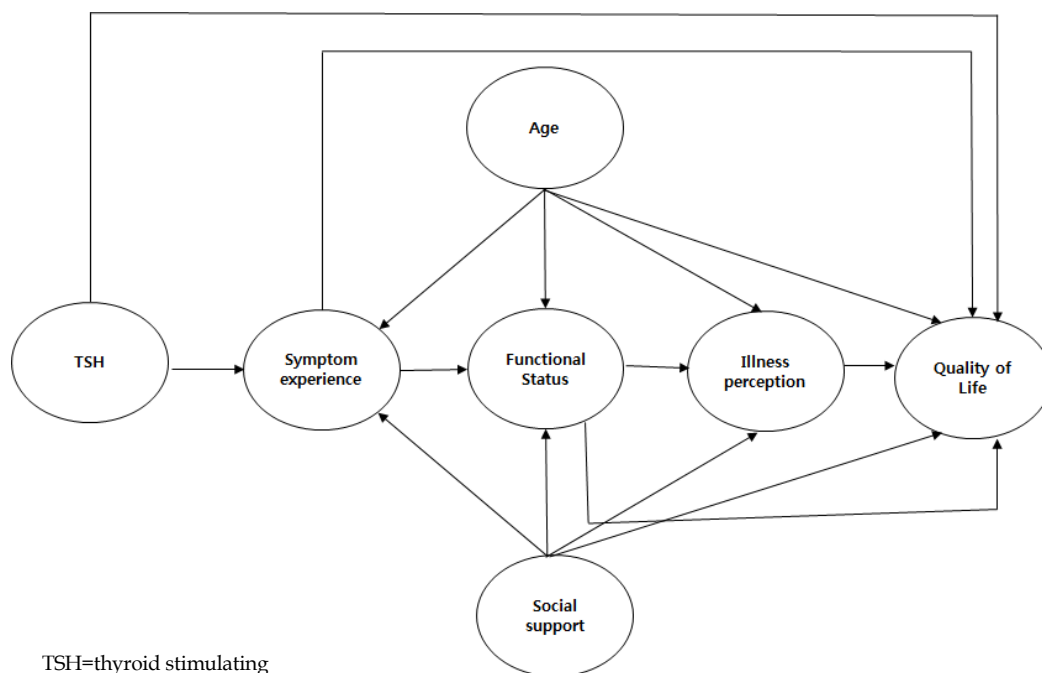 Age
TSH
Symptom
experience
Functional
Status
Illness
perception
Quality of
Life
Social
support
TSH=thyroid stimulating